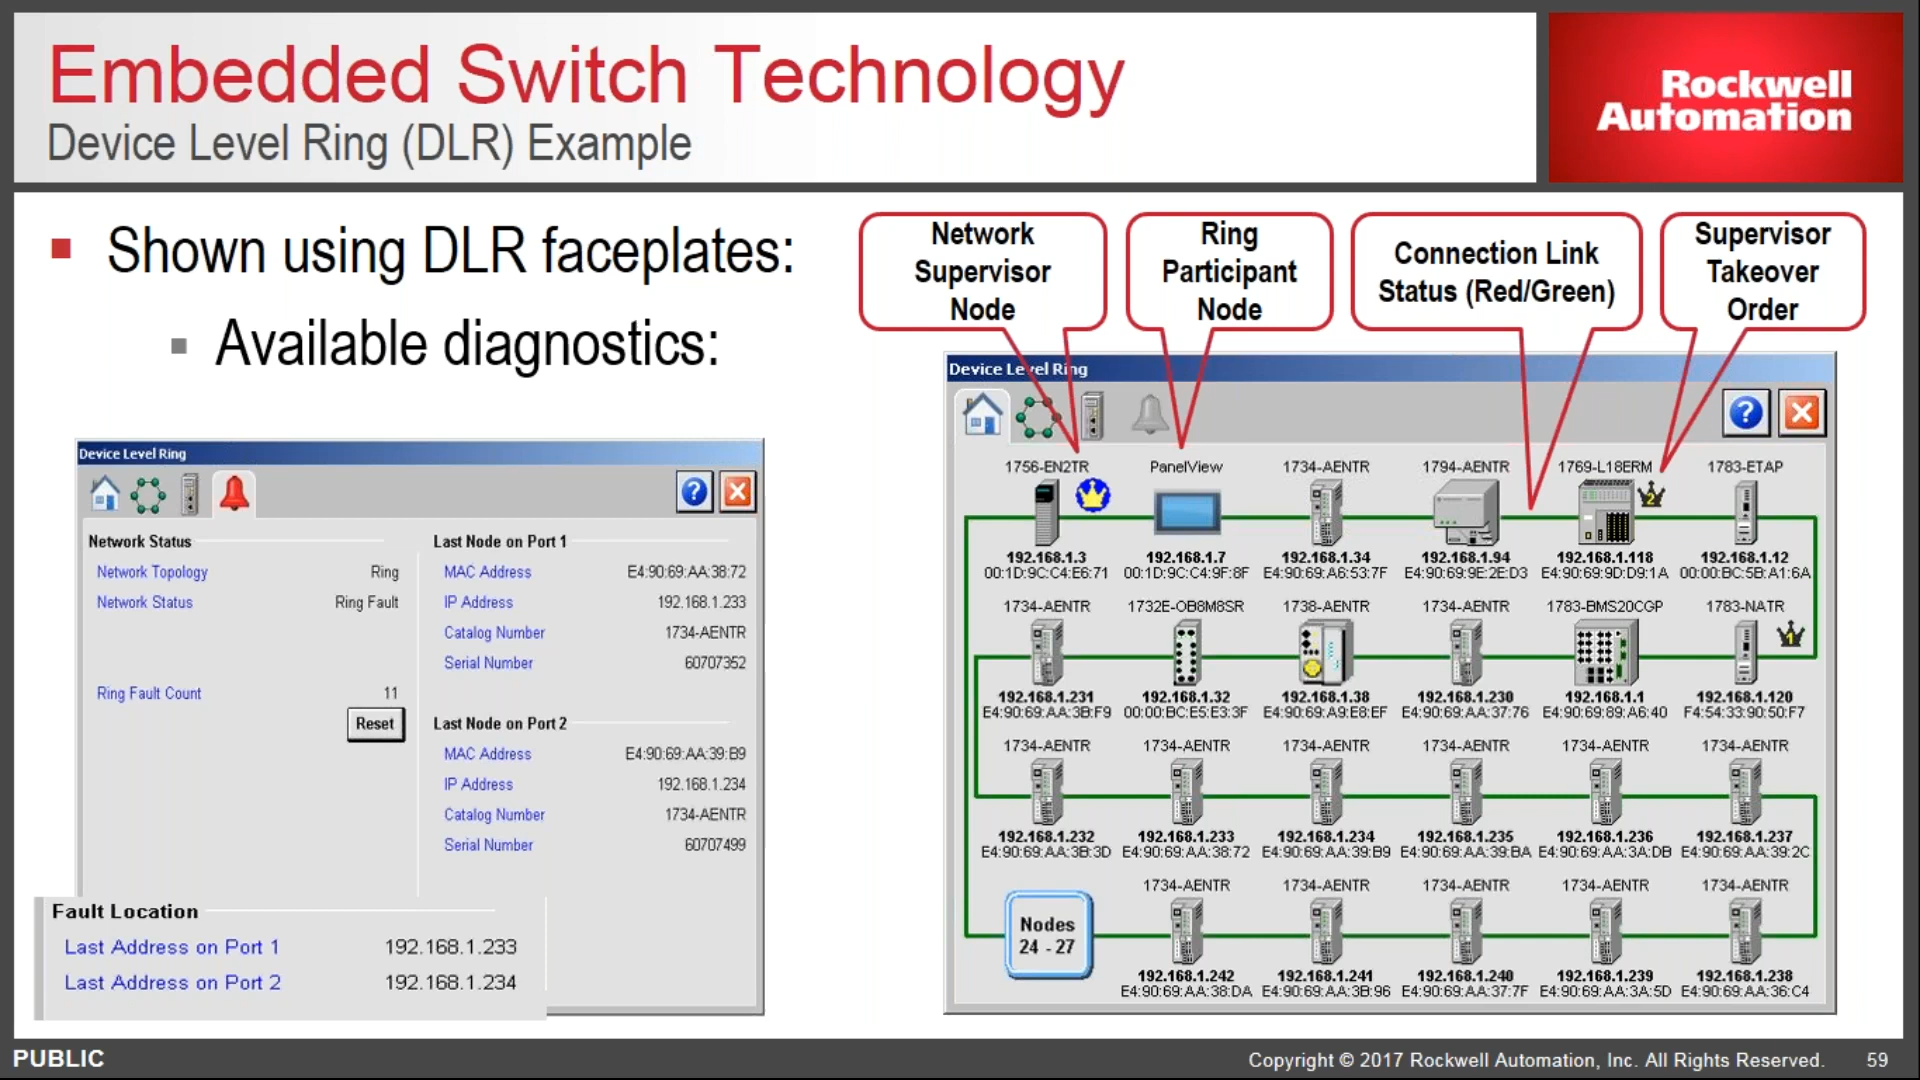 Embedded Switch Technology
Device Level Ring (DLR) Example
Rockwell
Automation
Shown using DLR faceplates:
Available diagnostics:
Network
Supervisor
Node
Ring
Participant
Node
Connection Link
Status (Red/Green)
Supervisor
Takeover
Order
Device Level Ring
Network Status
Network Topology Ring
Network Status Ring Fault
Ring Fault Count 11
Reset
Last Node on Port 1
MAC Address E4:90:69:AA:38:72
IP Address 192.168.1.233
Catalog Number 1734-AENTR
Serial Number 60707352
Last Node on Port 2
MAC Address E4:90:69:AA:39:B9
IP Address 192.168.1.234
Catalog Number 1734-AENTR
Serial Number 60707499
Fault Location
Last Address on Port 1 192.168.1.233
Last Address on Port 2 192.168.1.234
Device Level Ring
1756-EN2TR PanelView 1734-AENTR 1794-AENTR 1769-L18ERM 1783-ETAP
2
192.168.1.3 192.168.1.7 192.168.1.34 192.168.1.94 192.168.1.118 192.168.1.12
00:1D:9C:C4:E6:71 00:1D:9C:C4:9F:8F E4:90:69:A6:53:7F E4:90:69:9E:2E:D3 E4:90:69:9D:D9:1A 00:00:BC:5B:A1:6A
1734-AENTR 1732E-OB8M8SR 1738-AENTR 1734-AENTR 1783-BMS20CGP 1783-NATR
1
192.168.1.231 192.168.1.32 192.168.1.38 192.168.1.230 192.168.1.1 192.168.1.120
E4:90:69:AA:3B:F9 00:00:BC:E5:E3:3F E4:90:69:A9:E8:EF E4:90:69:AA:37:76 E4:90:69:89:A6:40 F4:54:33:90:50:F7
1734-AENTR 1734-AENTR 1734-AENTR 1734-AENTR 1734-AENTR 1734-AENTR
192.168.1.232 192.168.1.233 192.168.1.234 192.168.1.235 192.168.1.236 192.168.1.237
E4:90:69:AA:3B:3D E4:90:69:AA:38:72 E4:90:69:AA:39:B9 E4:90:69:AA:39:BA E4:90:69:AA:3A:DB E4:90:69:AA:39:2C
1734-AENTR 1734-AENTR 1734-AENTR 1734-AENTR 1734-AENTR
Nodes
24 - 27
192.168.1.242 192.168.1.241 192.168.1.240 192.168.1.239 192.168.1.238
E4:90:69:AA:38:DA E4:90:69:AA:3B:96 E4:90:69:AA:37:7F E4:90:69:AA:3A:5D E4:90:69:AA:36:C4
PUBLIC
Copyright © 2017 Rockwell Automation, Inc. All Rights Reserved. 59